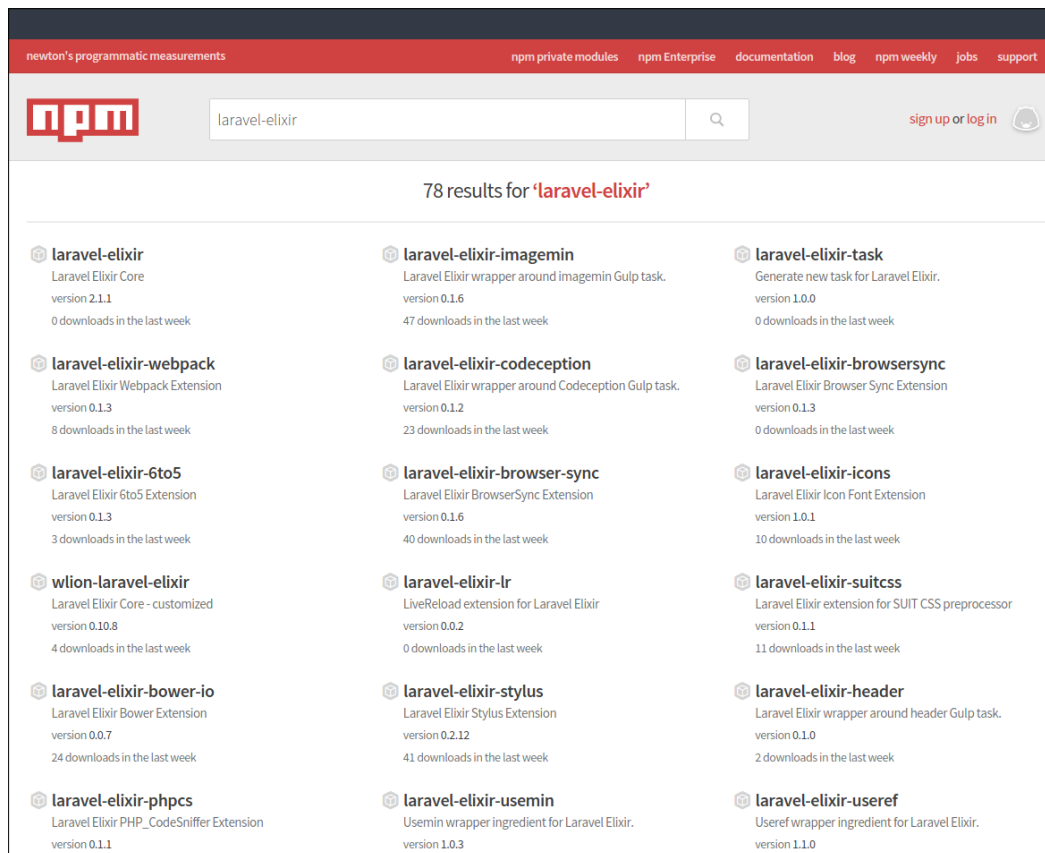 newton's programmatic measurements
npm private modules npm Enterprise documentation blog npm weekly jobs support
npm
laravel-elixir
sign up or log in
78 results for ‘laravel-elixir’
laravel-elixir
Laravel Elixir Core
version 2.1.1
0 downloads in the last week
laravel-elixir-imagemin
Laravel Elixir wrapper around imagemin Gulp task.
version 0.1.6
47 downloads in the last week
laravel-elixir-task
Generate new task for Laravel Elixir.
version 1.0.0
0 downloads in the last week
laravel-elixir-webpack
Laravel Elixir Webpack Extension
version 0.1.3
8 downloads in the last week
laravel-elixir-codeception
Laravel Elixir wrapper around Codeception Gulp task.
version 0.1.2
23 downloads in the last week
laravel-elixir-browsersync
Laravel Elixir Browser Sync Extension
version 0.1.3
0 downloads in the last week
laravel-elixir-6to5
Laravel Elixir 6to5 Extension
version 0.1.3
3 downloads in the last week
laravel-elixir-browser-sync
Laravel Elixir BrowserSync Extension
version 0.1.6
40 downloads in the last week
laravel-elixir-icons
Laravel Elixir Icon Font Extension
version 1.0.1
10 downloads in the last week
wlion-laravel-elixir
Laravel Elixir Core - customized
version 0.10.8
4 downloads in the last week
laravel-elixir-lr
LiveReload extension for Laravel Elixir
version 0.0.2
0 downloads in the last week
laravel-elixir-suitcss
Laravel Elixir extension for SUIT CSS preprocessor
version 0.1.1
11 downloads in the last week
laravel-elixir-bower-io
Laravel Elixir Bower Extension
version 0.0.7
24 downloads in the last week
laravel-elixir-stylus
Laravel Elixir Stylus Extension
version 0.2.12
41 downloads in the last week
laravel-elixir-header
Laravel Elixir wrapper around header Gulp task.
version 0.1.0
2 downloads in the last week
laravel-elixir-phpcs
Laravel Elixir PHP_CodeSniffer Extension
version 0.1.1
laravel-elixir-usemin
Usemin wrapper ingredient for Laravel Elixir.
version 1.0.3
laravel-elixir-useref
Useref wrapper ingredient for Laravel Elixir.
version 1.1.0